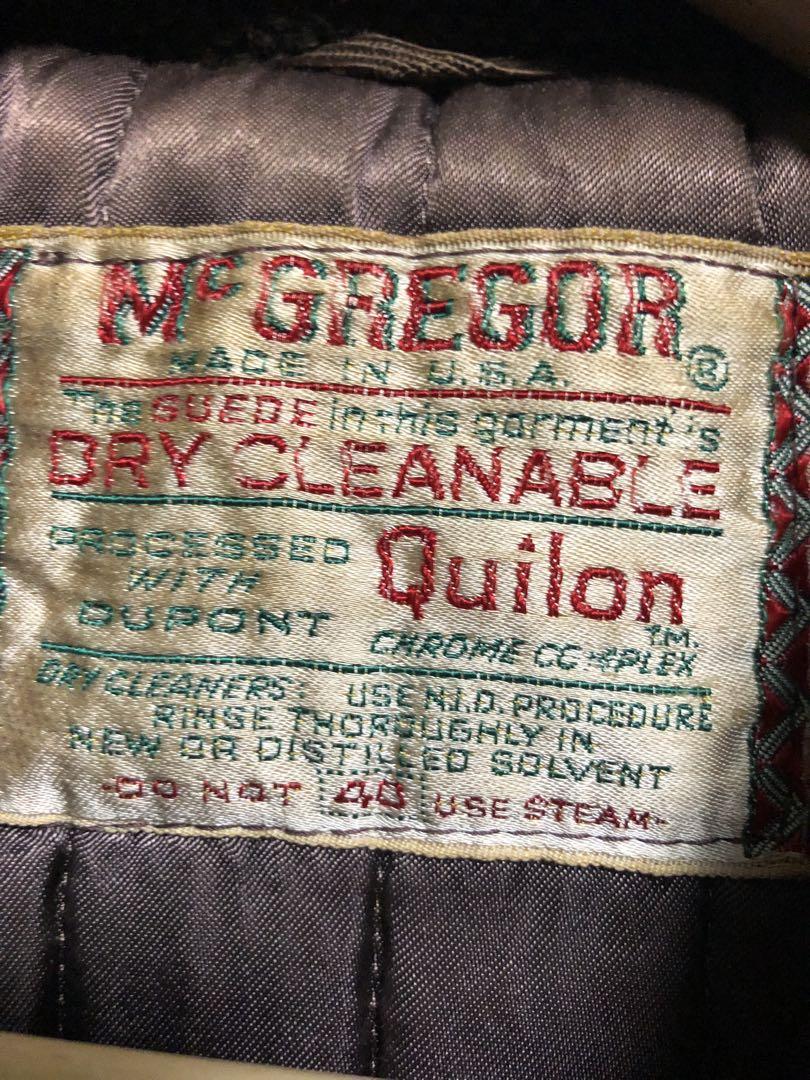 McGREGOR®
MADE IN U.S.A.
The SUEDE in this garment is
DRY CLEANABLE
PROCESSED
WITH
DUPONT
Quilon
TM.
CHROME COMPLEX
DRY CLEANERS: USE N.I.D. PROCEDURE
RINSE THOROUGHLY IN
NEW OR DISTILLED SOLVENT
-DO NOT 40 USE STEAM-